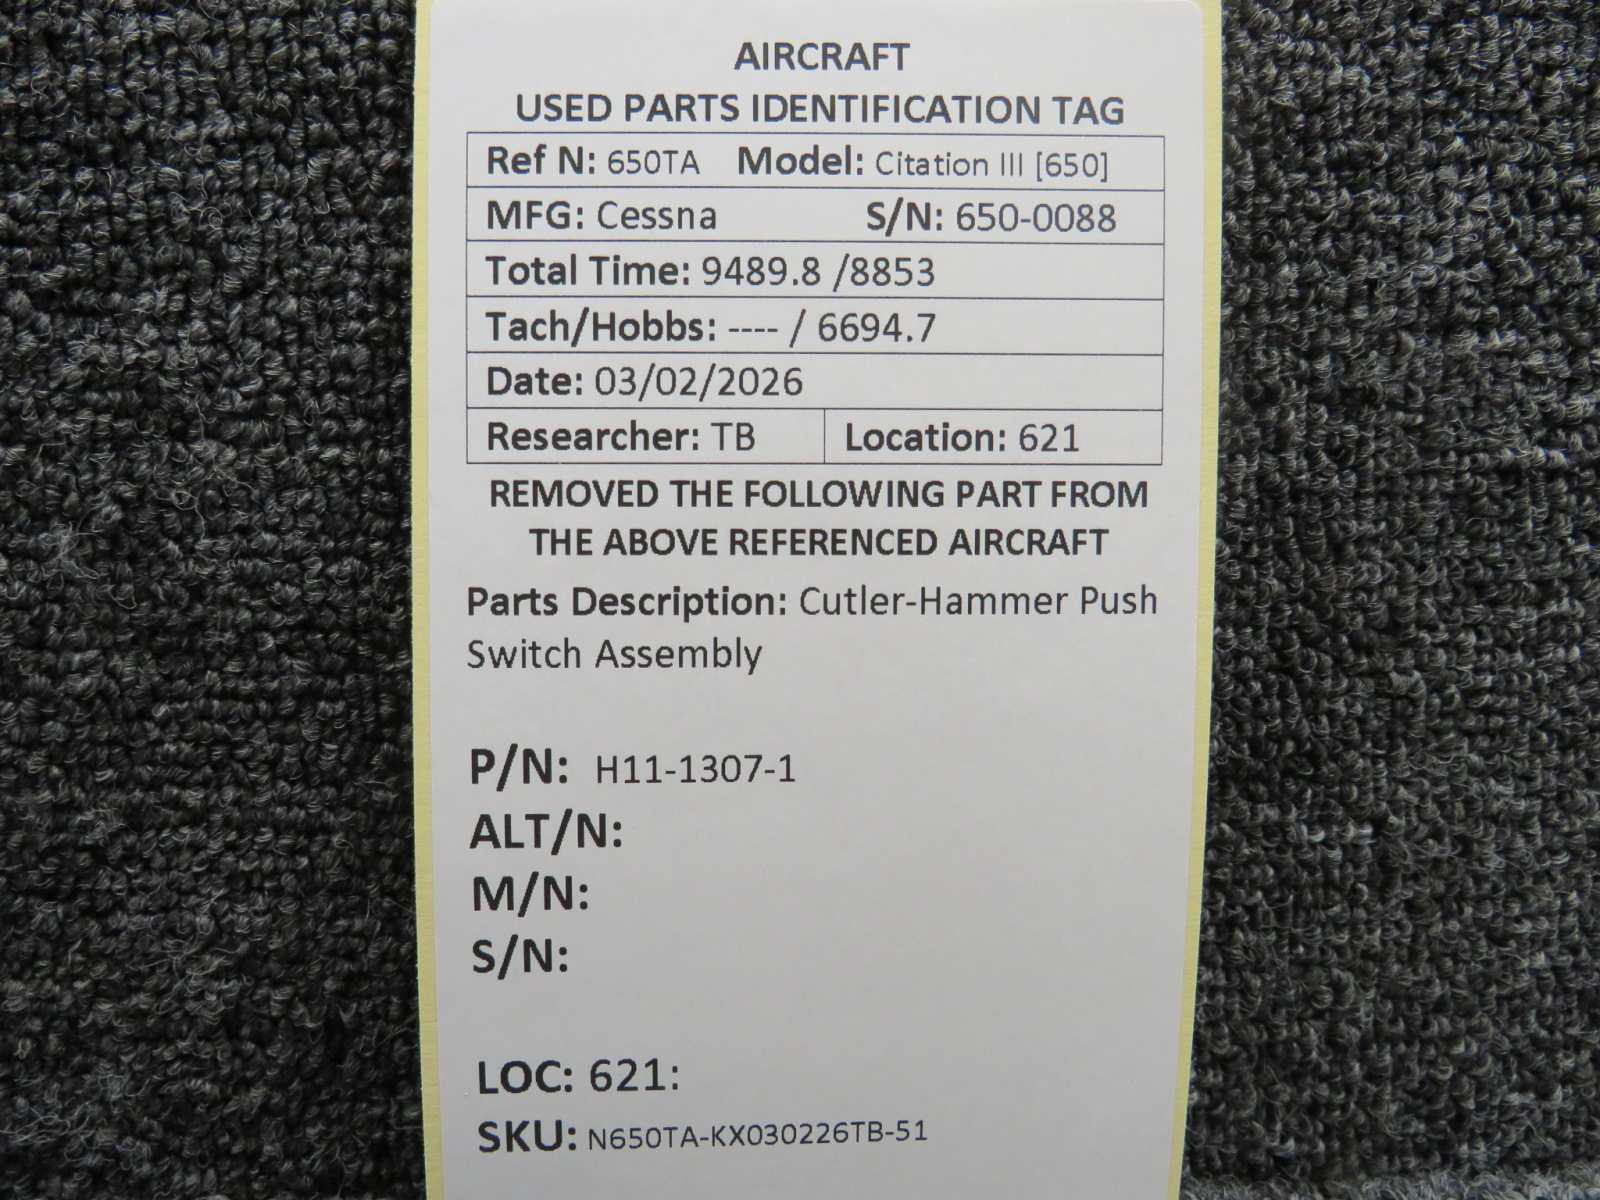 AIRCRAFT
USED PARTS IDENTIFICATION TAG
Ref N: 650TA Model: Citation III [650]
MFG: Cessna S/N: 650-0088
Total Time: 9489.8 /8853
Tach/Hobbs: ---- / 6694.7
Date: 03/02/2026
Researcher: TB Location: 621
REMOVED THE FOLLOWING PART FROM
THE ABOVE REFERENCED AIRCRAFT
Parts Description: Cutler-Hammer Push
Switch Assembly
P/N: H11-1307-1
ALT/N:
M/N:
S/N:
LOC: 621:
SKU: N650TA-KX030226TB-51